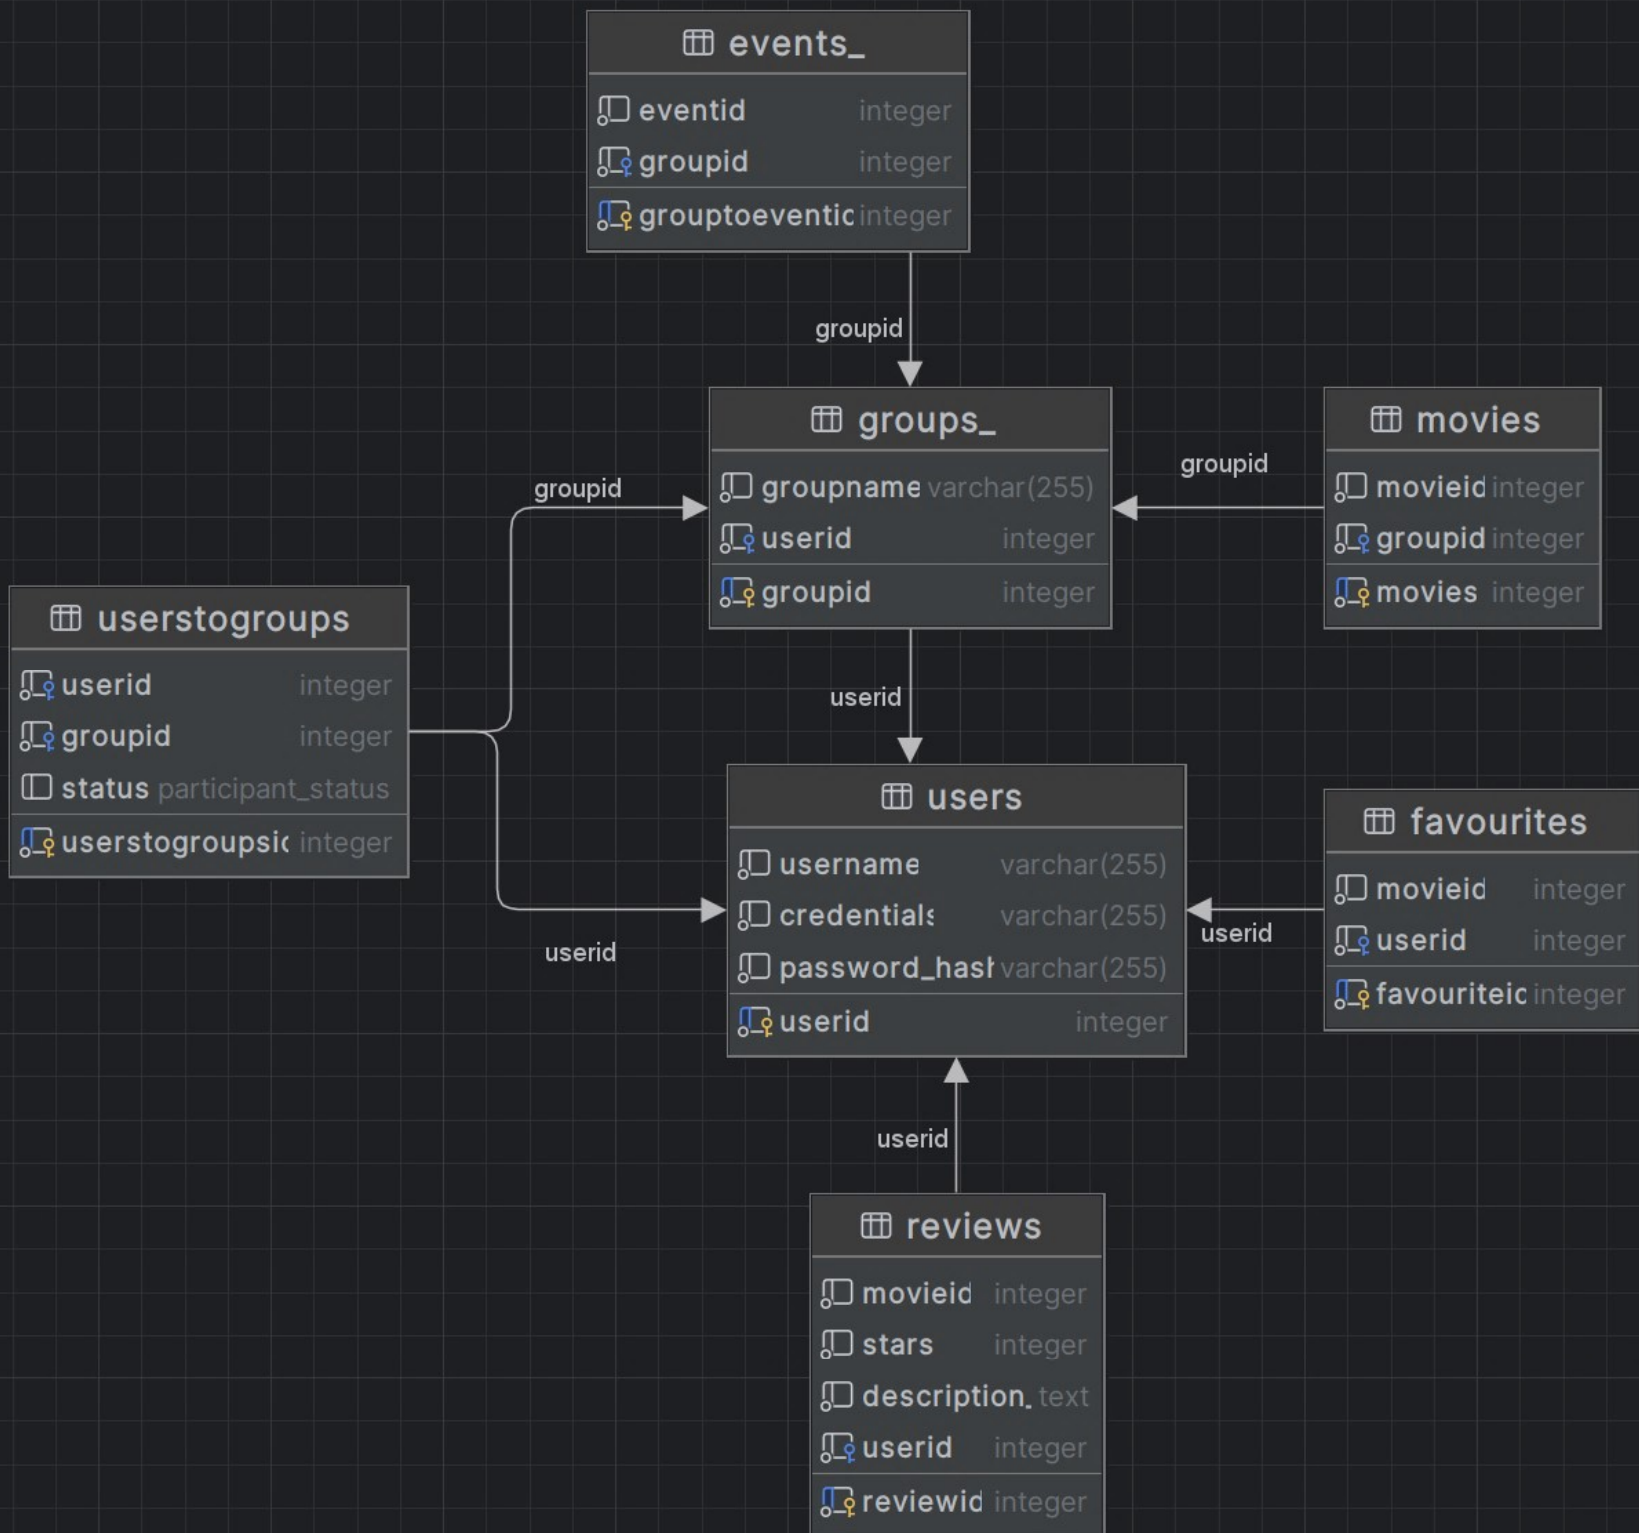 events_
eventid integer
groupid integer
grouptoeventic integer
groupid
groups_
groupname varchar(255)
userid integer
groupid integer
groupid
movies
movieid integer
groupid integer
movies integer
groupid
userstogroups
userid integer
groupid integer
status participant_status
userstogroupsic integer
userid
users
username varchar(255)
credentials varchar(255)
password_hash varchar(255)
userid integer
userid
userid
favourites
movieid integer
userid integer
favouriteic integer
userid
reviews
movieid integer
stars integer
description_ text
userid integer
reviewid integer